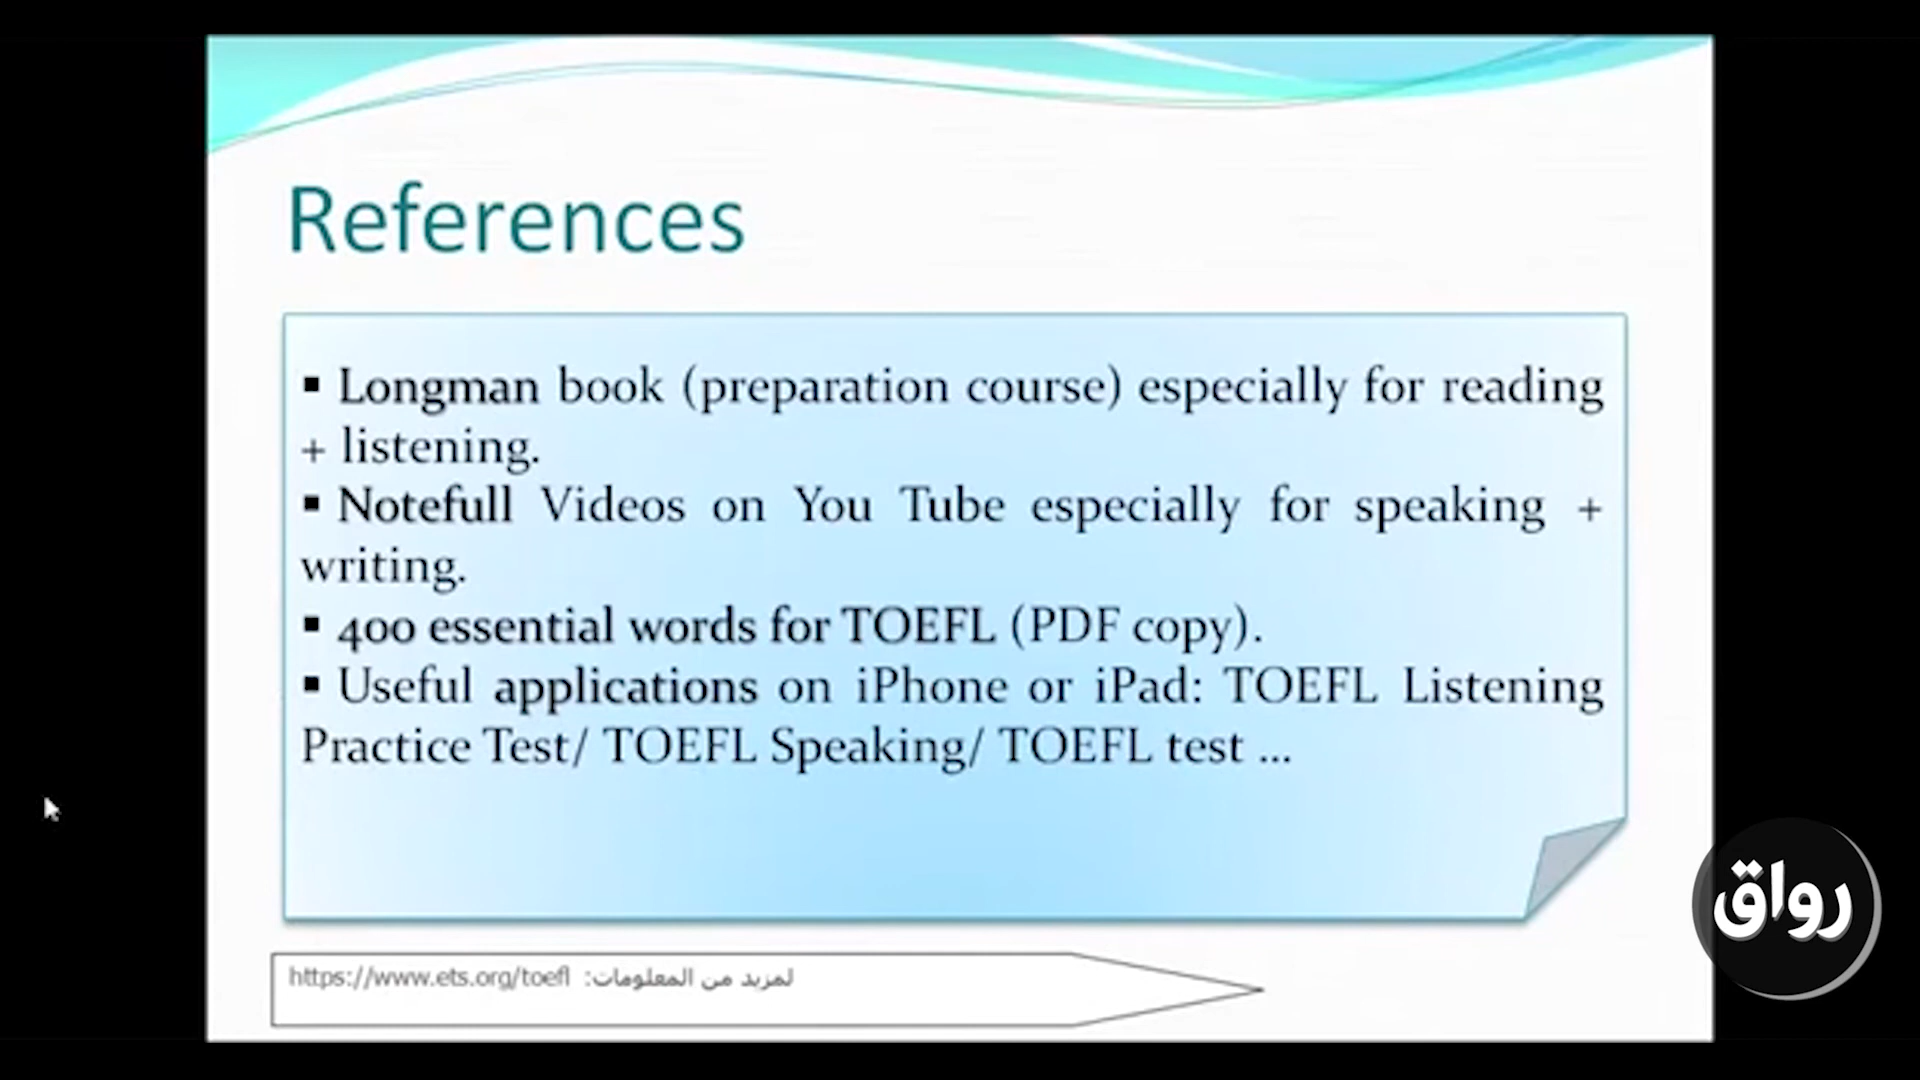 References
▪ Longman book (preparation course) especially for reading
+ listening.
▪ Notefull Videos on You Tube especially for speaking +
writing.
▪ 400 essential words for TOEFL (PDF copy).
▪ Useful applications on iPhone or iPad: TOEFL Listening
Practice Test/ TOEFL Speaking/ TOEFL test ...
لمزيد من المعلومات: https://www.ets.org/toefl
رواق